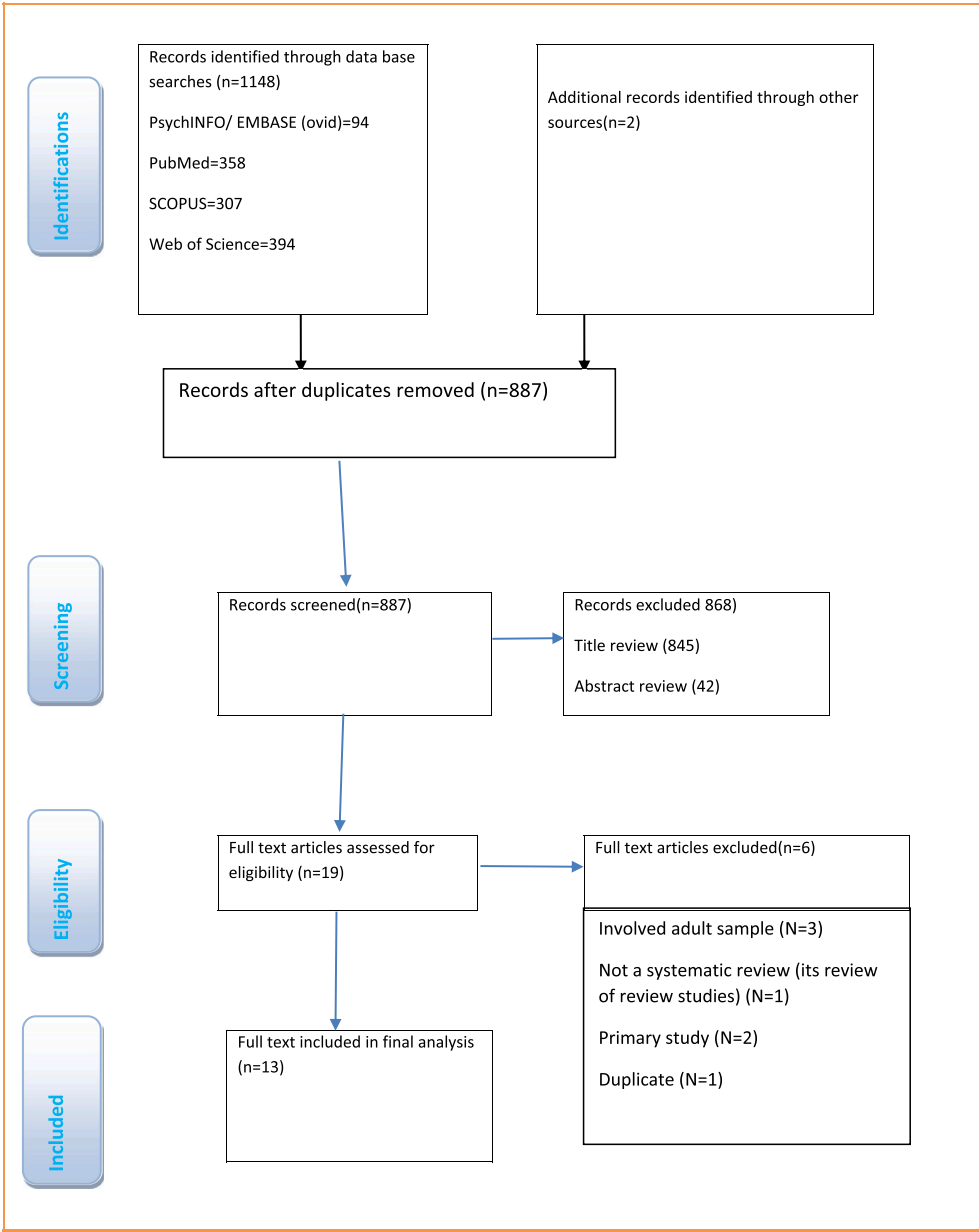 Identifications
Records identified through data base
searches (n=1148)
PsychINFO/ EMBASE (ovid)=94
PubMed=358
SCOPUS=307
Web of Science=394
Additional records identified through other
sources(n=2)
Records after duplicates removed (n=887)
Screening
Records screened(n=887)
Records excluded 868)
Title review (845)
Abstract review (42)
Eligibility
Full text articles assessed for
eligibility (n=19)
Full text articles excluded(n=6)
Involved adult sample (N=3)
Not a systematic review (its review
of review studies) (N=1)
Primary study (N=2)
Duplicate (N=1)
Included
Full text included in final analysis
(n=13)